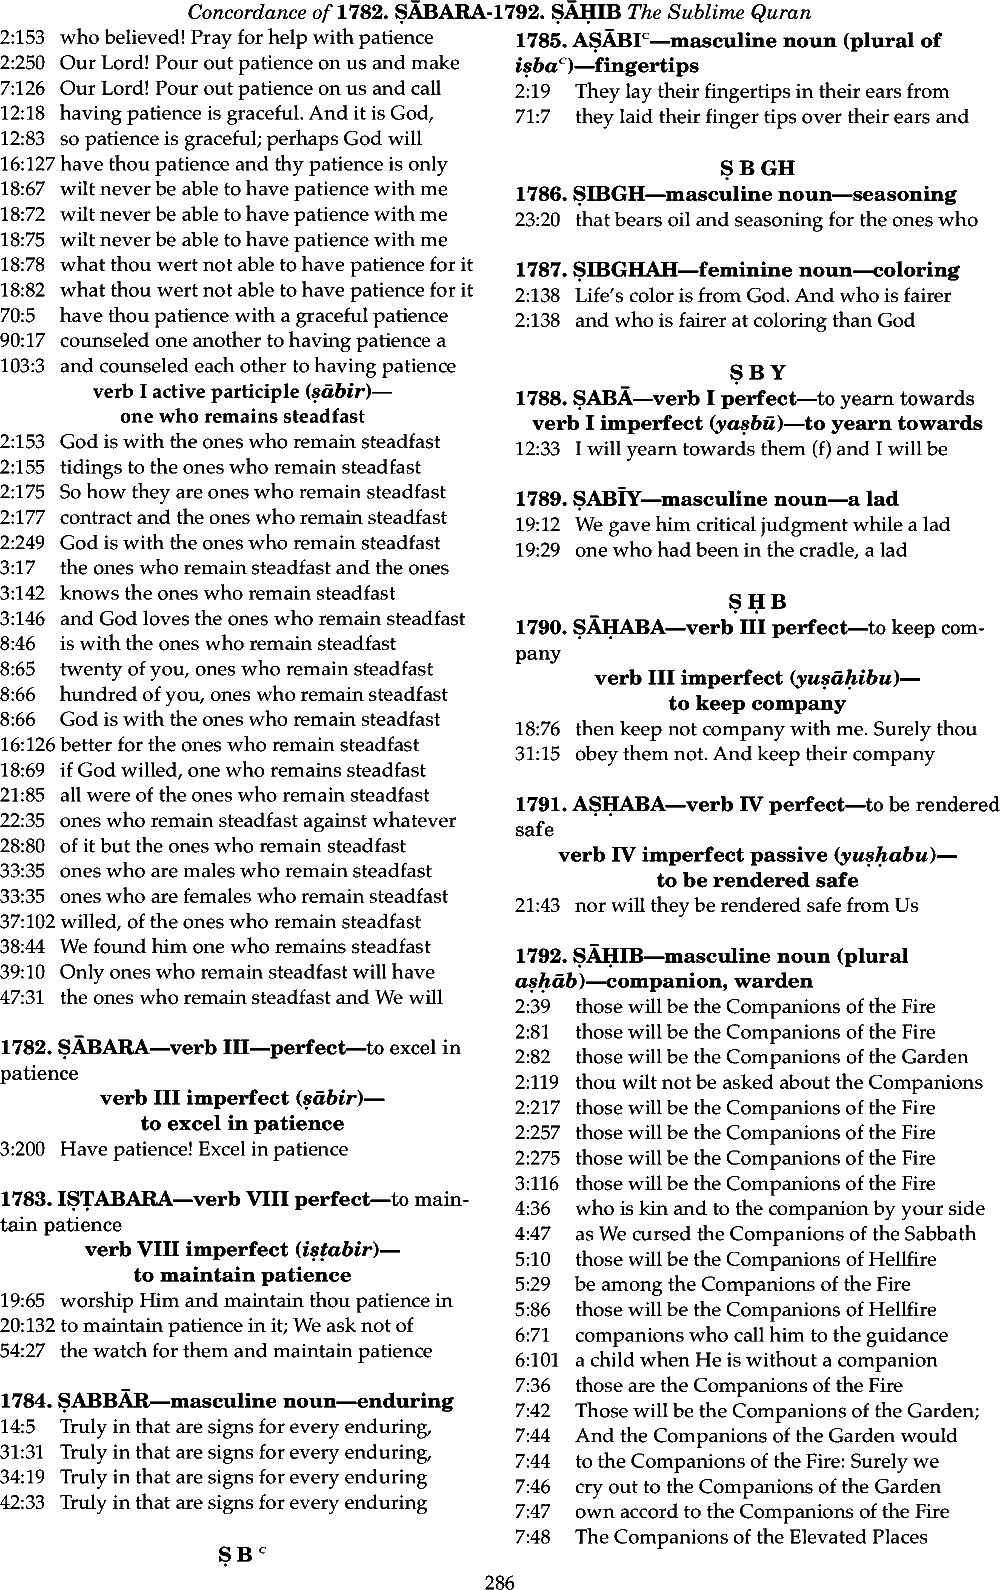 Concordance of 1782. ṢĀBARA-1792. ṢĀḤIB The Sublime Quran
2:153 who believed! Pray for help with patience
2:250 Our Lord! Pour out patience on us and make
7:126 Our Lord! Pour out patience on us and call
12:18 having patience is graceful. And it is God,
12:83 so patience is graceful; perhaps God will
16:127 have thou patience and thy patience is only
18:67 wilt never be able to have patience with me
18:72 wilt never be able to have patience with me
18:75 wilt never be able to have patience with me
18:78 what thou wert not able to have patience for it
18:82 what thou wert not able to have patience for it
70:5 have thou patience with a graceful patience
90:17 counseled one another to having patience a
103:3 and counseled each other to having patience
verb I active participle (ṣābir)—
one who remains steadfast
2:153 God is with the ones who remain steadfast
2:155 tidings to the ones who remain steadfast
2:175 So how they are ones who remain steadfast
2:177 contract and the ones who remain steadfast
2:249 God is with the ones who remain steadfast
3:17 the ones who remain steadfast and the ones
3:142 knows the ones who remain steadfast
3:146 and God loves the ones who remain steadfast
8:46 is with the ones who remain steadfast
8:65 twenty of you, ones who remain steadfast
8:66 hundred of you, ones who remain steadfast
8:66 God is with the ones who remain steadfast
16:126 better for the ones who remain steadfast
18:69 if God willed, one who remains steadfast
21:85 all were of the ones who remain steadfast
22:35 ones who remain steadfast against whatever
28:80 of it but the ones who remain steadfast
33:35 ones who are males who remain steadfast
33:35 ones who are females who remain steadfast
37:102 willed, of the ones who remain steadfast
38:44 We found him one who remains steadfast
39:10 Only ones who remain steadfast will have
47:31 the ones who remain steadfast and We will
1782. ṢĀBARA—verb III—perfect—to excel in
patience
verb III imperfect (ṣābir)—
to excel in patience
3:200 Have patience! Excel in patience
1783. IṢṬABARA—verb VIII perfect—to main-
tain patience
verb VIII imperfect (iṣṭabir)—
to maintain patience
19:65 worship Him and maintain thou patience in
20:132 to maintain patience in it; We ask not of
54:27 the watch for them and maintain patience
1784. ṢABBĀR—masculine noun—enduring
14:5 Truly in that are signs for every enduring,
31:31 Truly in that are signs for every enduring,
34:19 Truly in that are signs for every enduring
42:33 Truly in that are signs for every enduring
Ṣ B ᶜ
1785. AṢĀBIᶜ—masculine noun (plural of
iṣbaᶜ)—fingertips
2:19 They lay their fingertips in their ears from
71:7 they laid their finger tips over their ears and
Ṣ B GH
1786. ṢIBGH—masculine noun—seasoning
23:20 that bears oil and seasoning for the ones who
1787. ṢIBGHAH—feminine noun—coloring
2:138 Life's color is from God. And who is fairer
2:138 and who is fairer at coloring than God
Ṣ B Y
1788. ṢABĀ—verb I perfect—to yearn towards
verb I imperfect (yaṣbū)—to yearn towards
12:33 I will yearn towards them (f) and I will be
1789. ṢABĪY—masculine noun—a lad
19:12 We gave him critical judgment while a lad
19:29 one who had been in the cradle, a lad
Ṣ Ḥ B
1790. ṢĀḤABA—verb III perfect—to keep com-
pany
verb III imperfect (yuṣāḥibu)—
to keep company
18:76 then keep not company with me. Surely thou
31:15 obey them not. And keep their company
1791. AṢḤABA—verb IV perfect—to be rendered
safe
verb IV imperfect passive (yuṣḥabu)—
to be rendered safe
21:43 nor will they be rendered safe from Us
1792. ṢĀḤIB—masculine noun (plural
aṣḥāb)—companion, warden
2:39 those will be the Companions of the Fire
2:81 those will be the Companions of the Fire
2:82 those will be the Companions of the Garden
2:119 thou wilt not be asked about the Companions
2:217 those will be the Companions of the Fire
2:257 those will be the Companions of the Fire
2:275 those will be the Companions of the Fire
3:116 those will be the Companions of the Fire
4:36 who is kin and to the companion by your side
4:47 as We cursed the Companions of the Sabbath
5:10 those will be the Companions of Hellfire
5:29 be among the Companions of the Fire
5:86 those will be the Companions of Hellfire
6:71 companions who call him to the guidance
6:101 a child when He is without a companion
7:36 those are the Companions of the Fire
7:42 Those will be the Companions of the Garden;
7:44 And the Companions of the Garden would
7:44 to the Companions of the Fire: Surely we
7:46 cry out to the Companions of the Garden
7:47 own accord to the Companions of the Fire
7:48 The Companions of the Elevated Places
286